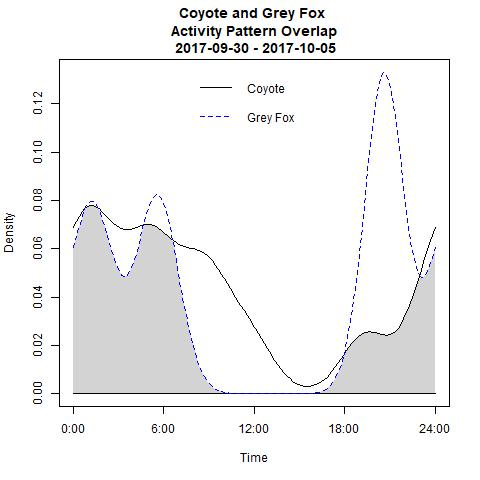 Coyote and Grey Fox
Activity Pattern Overlap
2017-09-30 - 2017-10-05
Coyote
Grey Fox
Density
0.12
0.10
0.08
0.06
0.04
0.02
0.00
0:00 6:00 12:00 18:00 24:00
Time